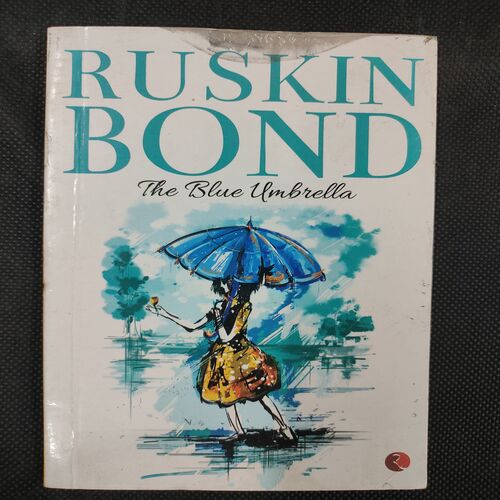 RUSKIN
BOND
The Blue Umbrella